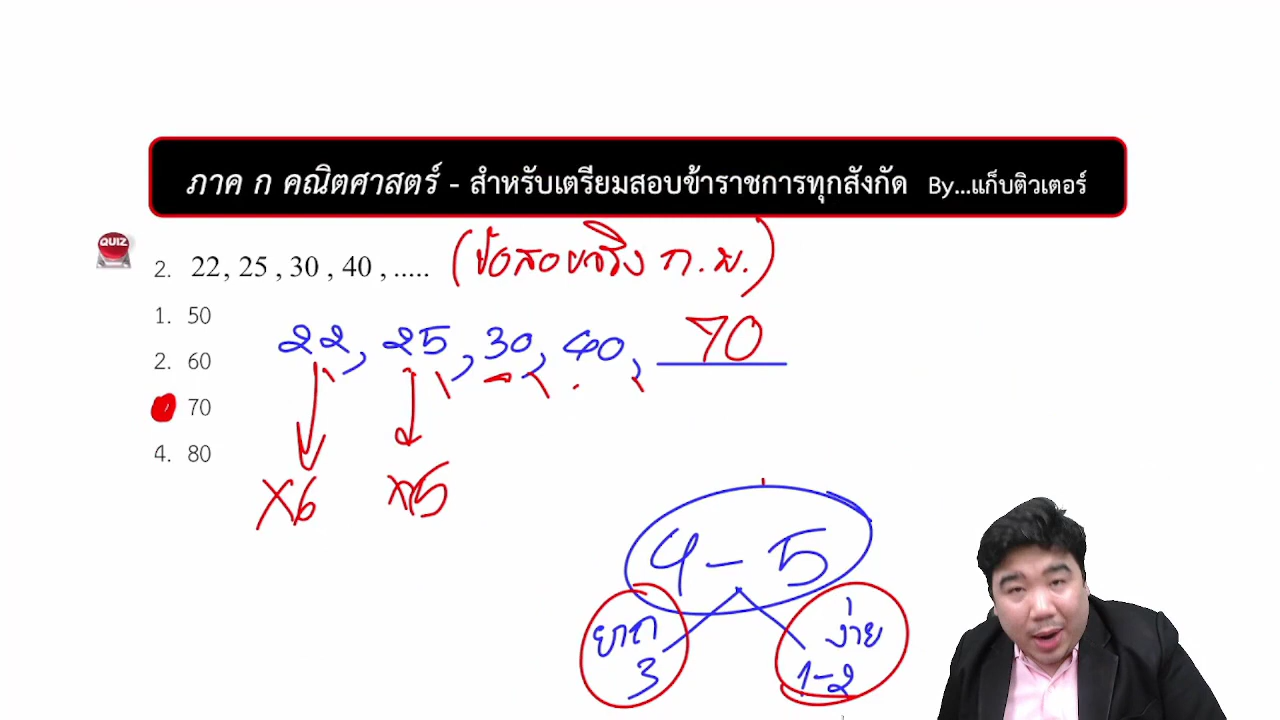 ภาค ก คณิตศาสตร์ - สำหรับเตรียมสอบข้าราชการทุกสังกัด By...แก็บติวเตอร์
QUIZ
2. 22 , 25 , 30 , 40 , ..... (ข้อสอบจริง ก.พ.)
1. 50
22, 25, 30, 40, 70
2. 60
70
4. 80
×6 ×5
4 - 5
ยาก ง่าย
3 1-2